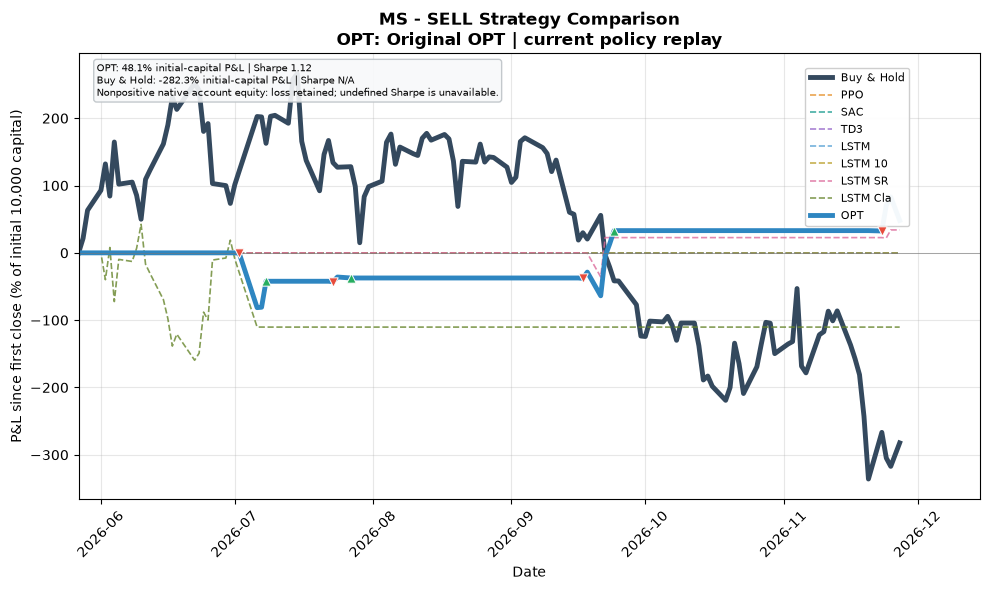 MS - SELL Strategy Comparison
OPT: Original OPT | current policy replay
OPT: 48.1% initial-capital P&L | Sharpe 1.12
Buy & Hold: -282.3% initial-capital P&L | Sharpe N/A
Nonpositive native account equity: loss retained; undefined Sharpe is unavailable.
Buy & Hold
PPO
SAC
TD3
LSTM
LSTM 10
LSTM SR
LSTM Cla
OPT
P&L since first close (% of initial 10,000 capital)
200
100
0
−100
−200
−300
2026-06
2026-07
2026-08
2026-09
2026-10
2026-11
2026-12
Date